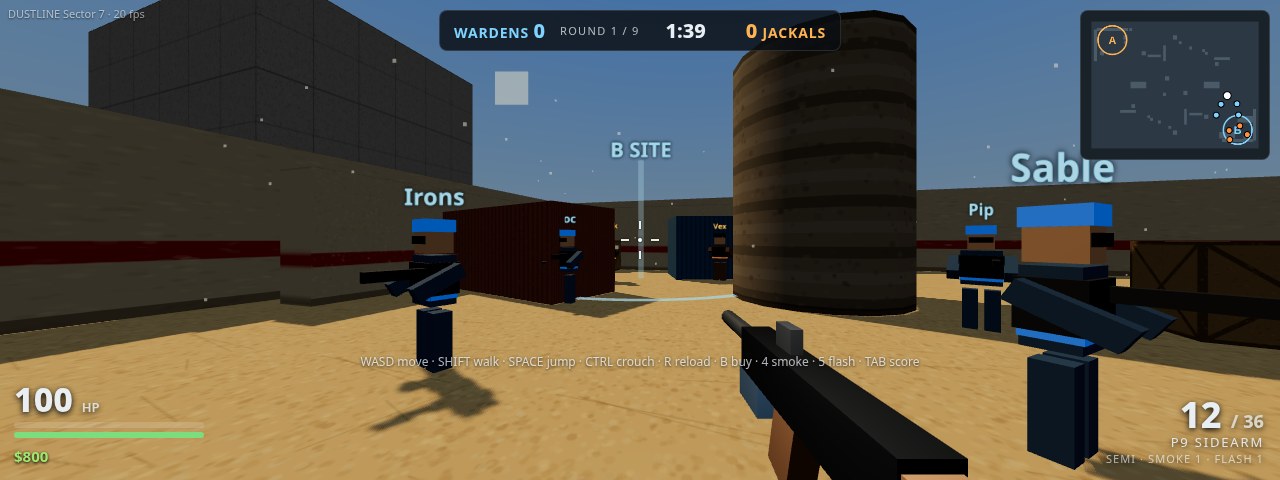 DUSTLINE Sector 7 · 20 fps
WARDENS 0 ROUND 1 / 9 1:39 0 JACKALS
A
B SITE
Sable
Irons
Pip
oc
Vex
WASD move · SHIFT walk · SPACE jump · CTRL crouch · R reload · B buy · 4 smoke · 5 flash · TAB score
100 HP
$800
12 / 36
P9 SIDEARM
SEMI · SMOKE 1 · FLASH 1